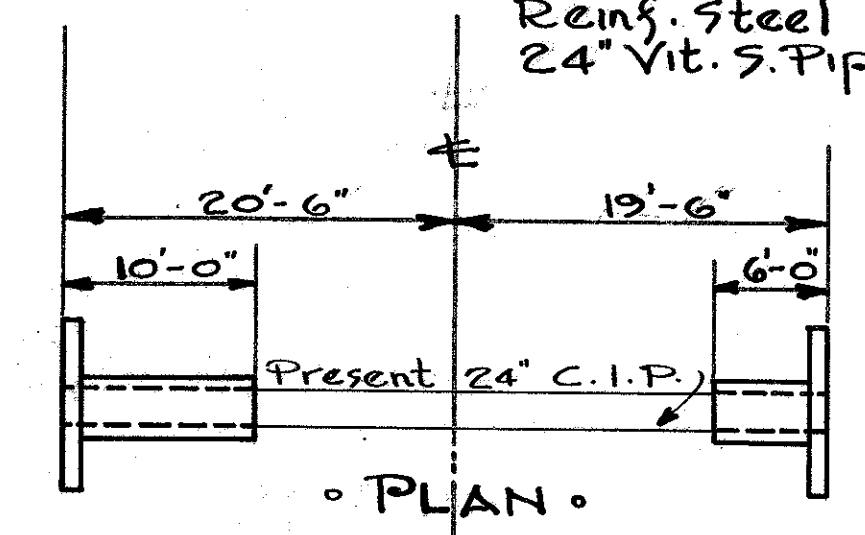 Reinf. Steel
24" Vit. S. Pip
℄
20'-6" 19'-6"
10'-0" 6'-0"
Present 24" C.I.P.
• PLAN •